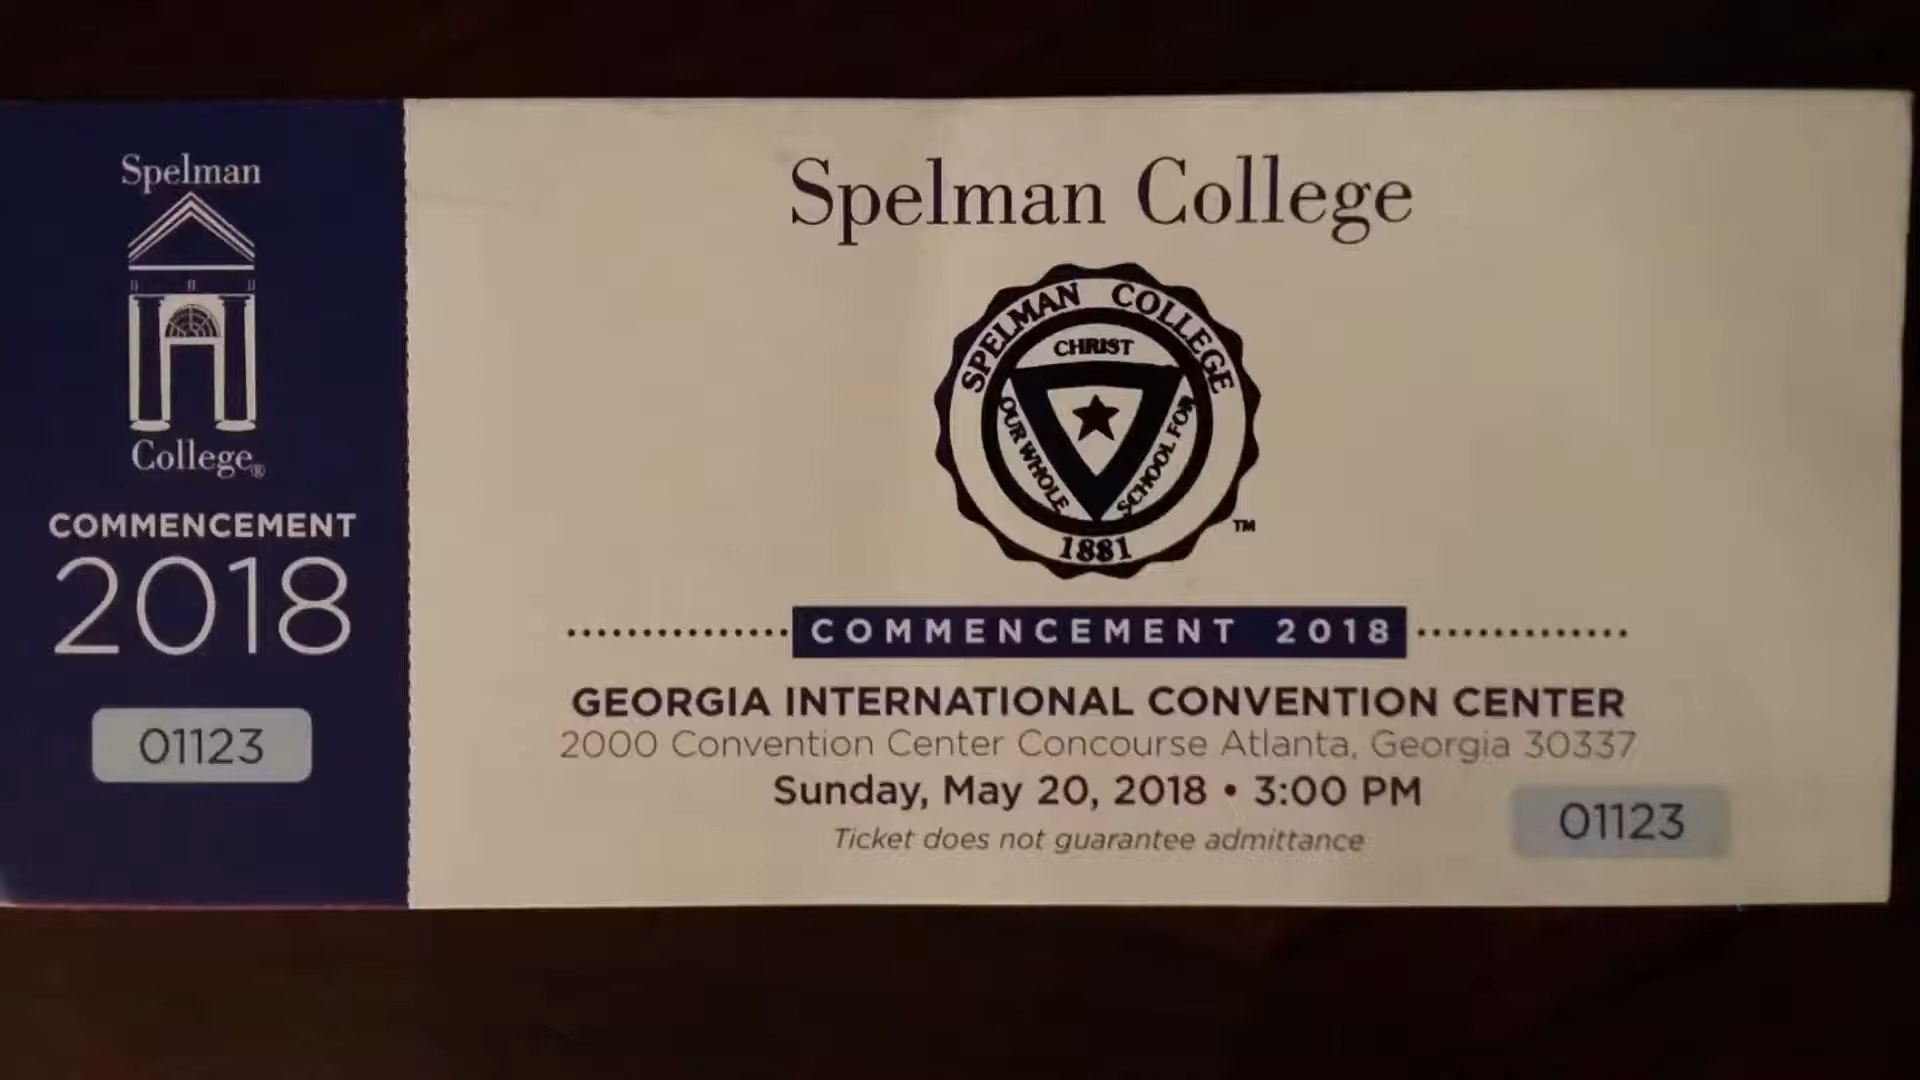 Spelman
College®
COMMENCEMENT
2018
01123
Spelman College
SPELMAN COLLEGE
CHRIST
OUR WHOLE
SCHOOL FOR
1881
TM
COMMENCEMENT 2018
GEORGIA INTERNATIONAL CONVENTION CENTER
2000 Convention Center Concourse Atlanta, Georgia 30337
Sunday, May 20, 2018 • 3:00 PM
Ticket does not guarantee admittance
01123